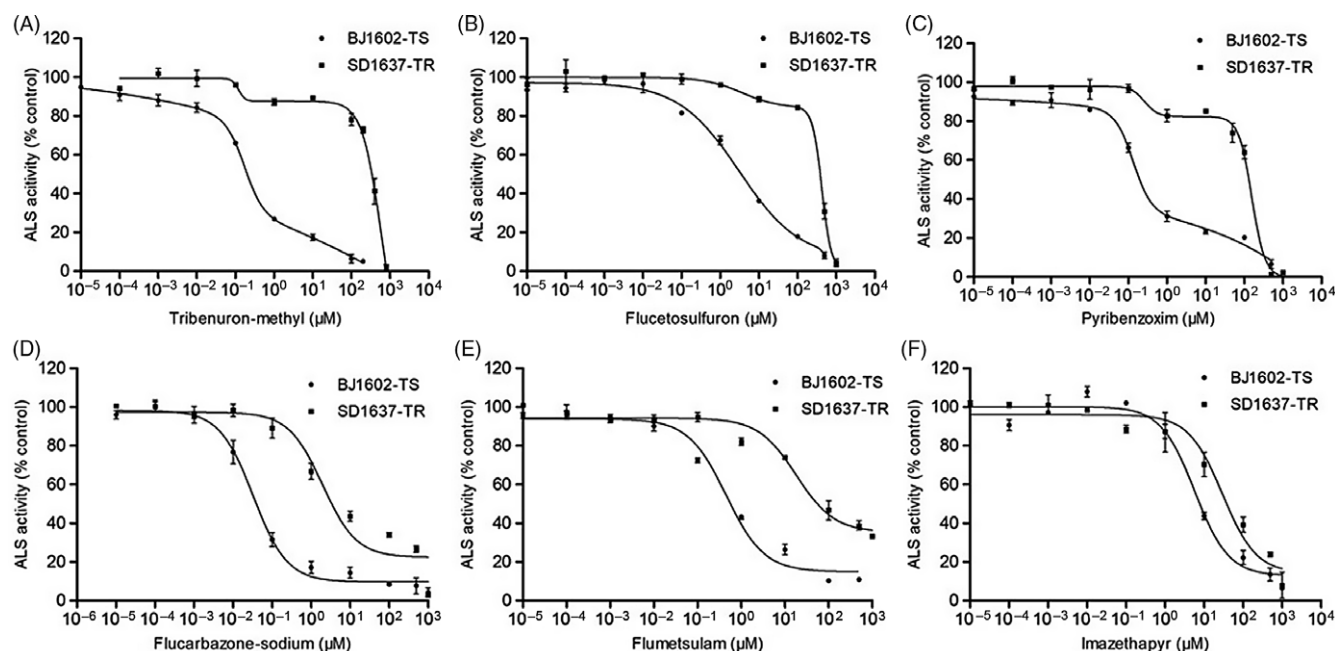 (A)
BJ1602-TS
SD1637-TR
ALS acitivity (% control)
120
100
80
60
40
20
0
10⁻⁵ 10⁻⁴ 10⁻³ 10⁻² 10⁻¹ 10⁰ 10¹ 10² 10³ 10⁴
Tribenuron-methyl (µM)
(B)
BJ1602-TS
SD1637-TR
ALS acitivity (% control)
120
100
80
60
40
20
0
10⁻⁵ 10⁻⁴ 10⁻³ 10⁻² 10⁻¹ 10⁰ 10¹ 10² 10³ 10⁴
Flucetosulfuron (µM)
(C)
BJ1602-TS
SD1637-TR
ALS activity (% control)
120
100
80
60
40
20
0
10⁻⁵ 10⁻⁴ 10⁻³ 10⁻² 10⁻¹ 10⁰ 10¹ 10² 10³ 10⁴
Pyribenzoxim (µM)
(D)
BJ1602-TS
SD1637-TR
ALS activity (% control)
120
100
80
60
40
20
0
10⁻⁶ 10⁻⁵ 10⁻⁴ 10⁻³ 10⁻² 10⁻¹ 10⁰ 10¹ 10² 10³
Flucarbazone-sodium (µM)
(E)
BJ1602-TS
SD1637-TR
ALS activity (% control)
120
100
80
60
40
20
0
10⁻⁵ 10⁻⁴ 10⁻³ 10⁻² 10⁻¹ 10⁰ 10¹ 10² 10³
Flumetsulam (µM)
(F)
BJ1602-TS
SD1637-TR
ALS activity (% control)
120
100
80
60
40
20
0
10⁻⁵ 10⁻⁴ 10⁻³ 10⁻² 10⁻¹ 10⁰ 10¹ 10² 10³ 10⁴
Imazethapyr (µM)